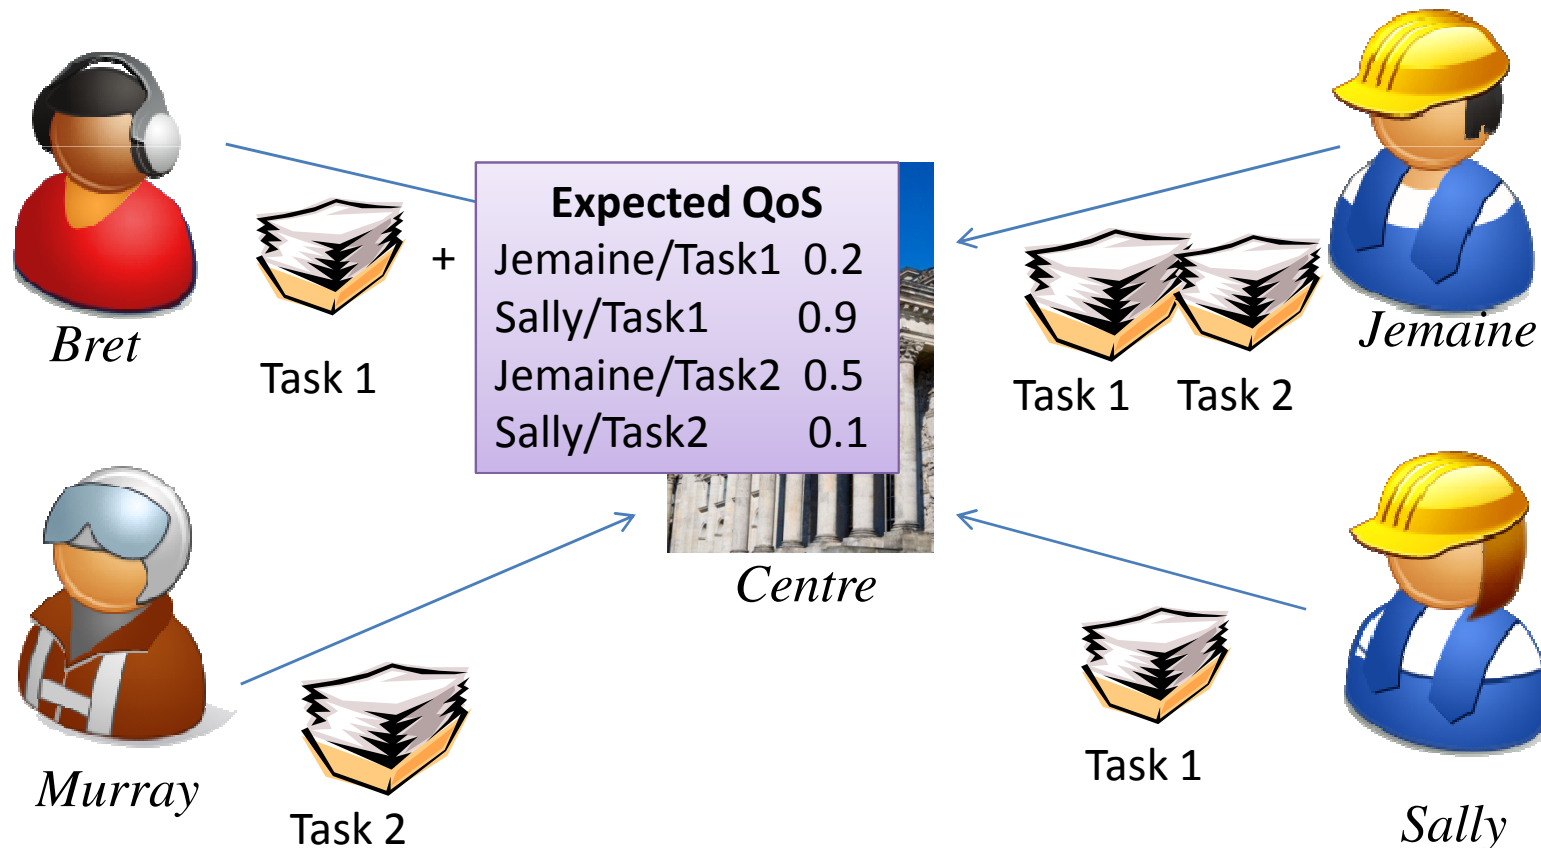 Expected QoS
Jemaine/Task1 0.2
Sally/Task1 0.9
Jemaine/Task2 0.5
Sally/Task2 0.1
+
Bret
Task 1
Jemaine
Task 1 Task 2
Centre
Murray
Task 2
Task 1
Sally